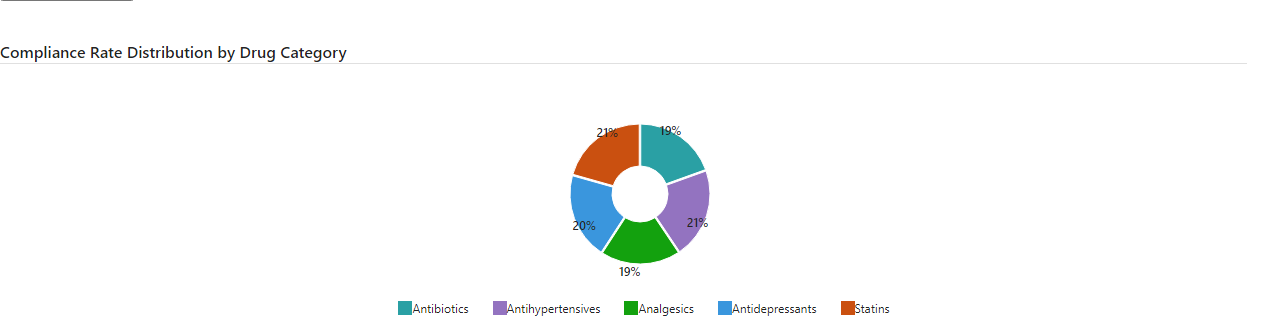 Compliance Rate Distribution by Drug Category
21%
19%
20%
21%
19%
Antibiotics
Antihypertensives
Analgesics
Antidepressants
Statins